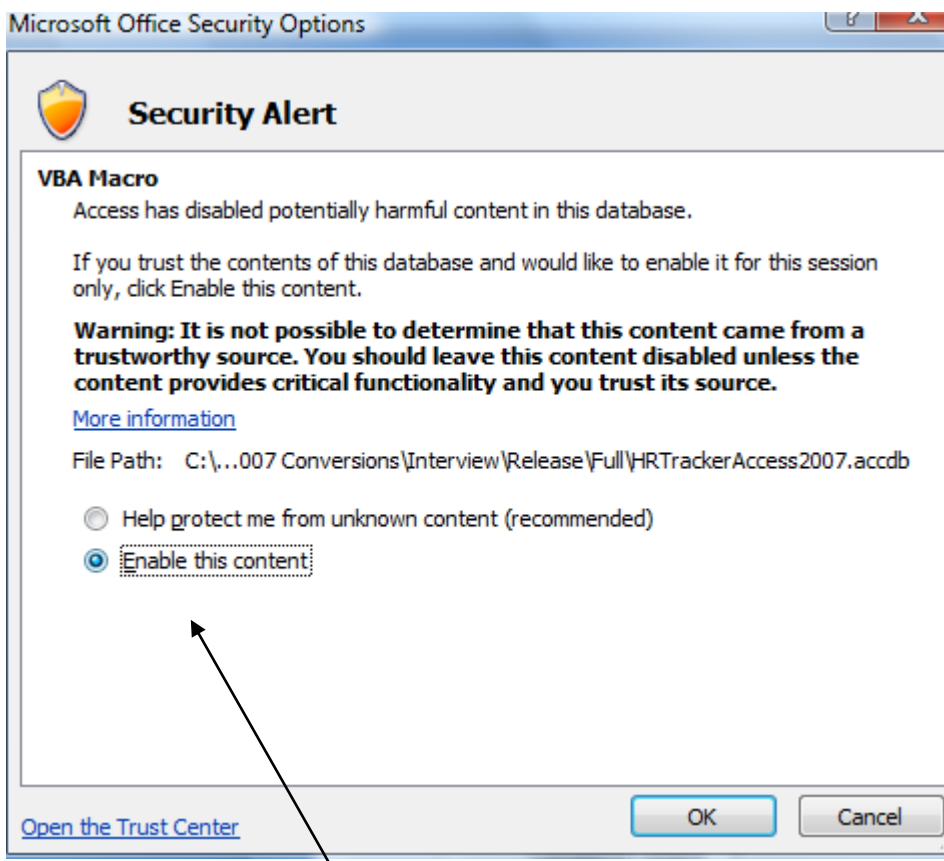 Microsoft Office Security Options
Security Alert
VBA Macro
Access has disabled potentially harmful content in this database.
If you trust the contents of this database and would like to enable it for this session
only, click Enable this content.
Warning: It is not possible to determine that this content came from a
trustworthy source. You should leave this content disabled unless the
content provides critical functionality and you trust its source.
More information
File Path: C:\...007 Conversions\Interview\Release\Full\HRTrackerAccess2007.accdb
Help protect me from unknown content (recommended)
Enable this content
Open the Trust Center
OK
Cancel